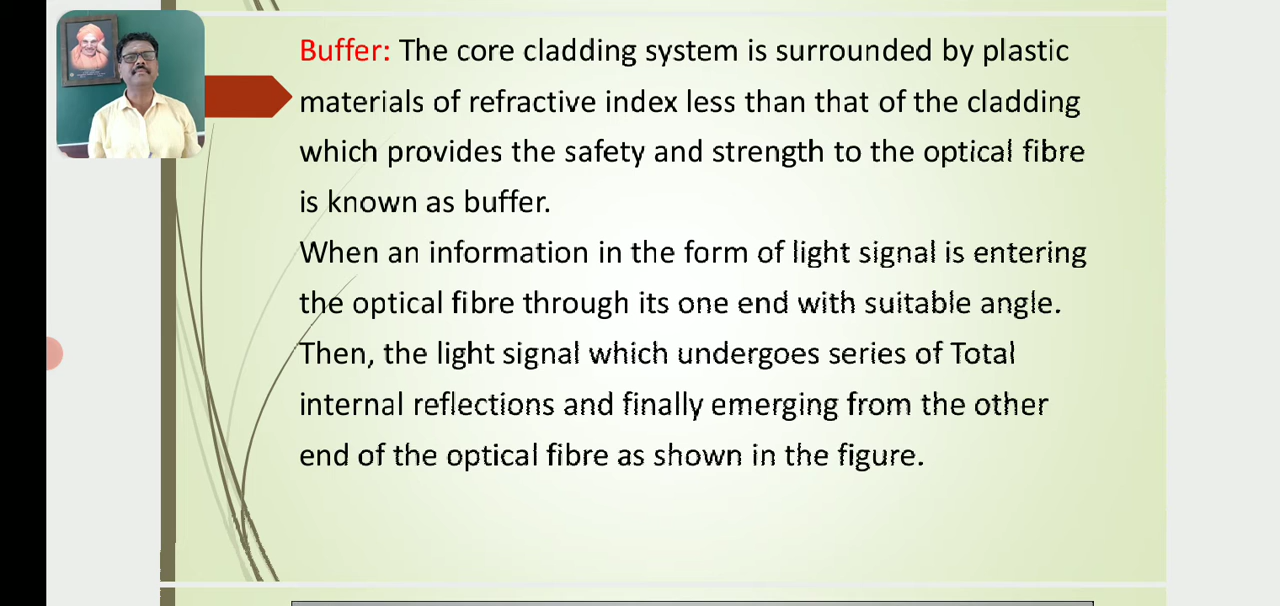 Buffer: The core cladding system is surrounded by plastic
materials of refractive index less than that of the cladding
which provides the safety and strength to the optical fibre
is known as buffer.
When an information in the form of light signal is entering
the optical fibre through its one end with suitable angle.
Then, the light signal which undergoes series of Total
internal reflections and finally emerging from the other
end of the optical fibre as shown in the figure.